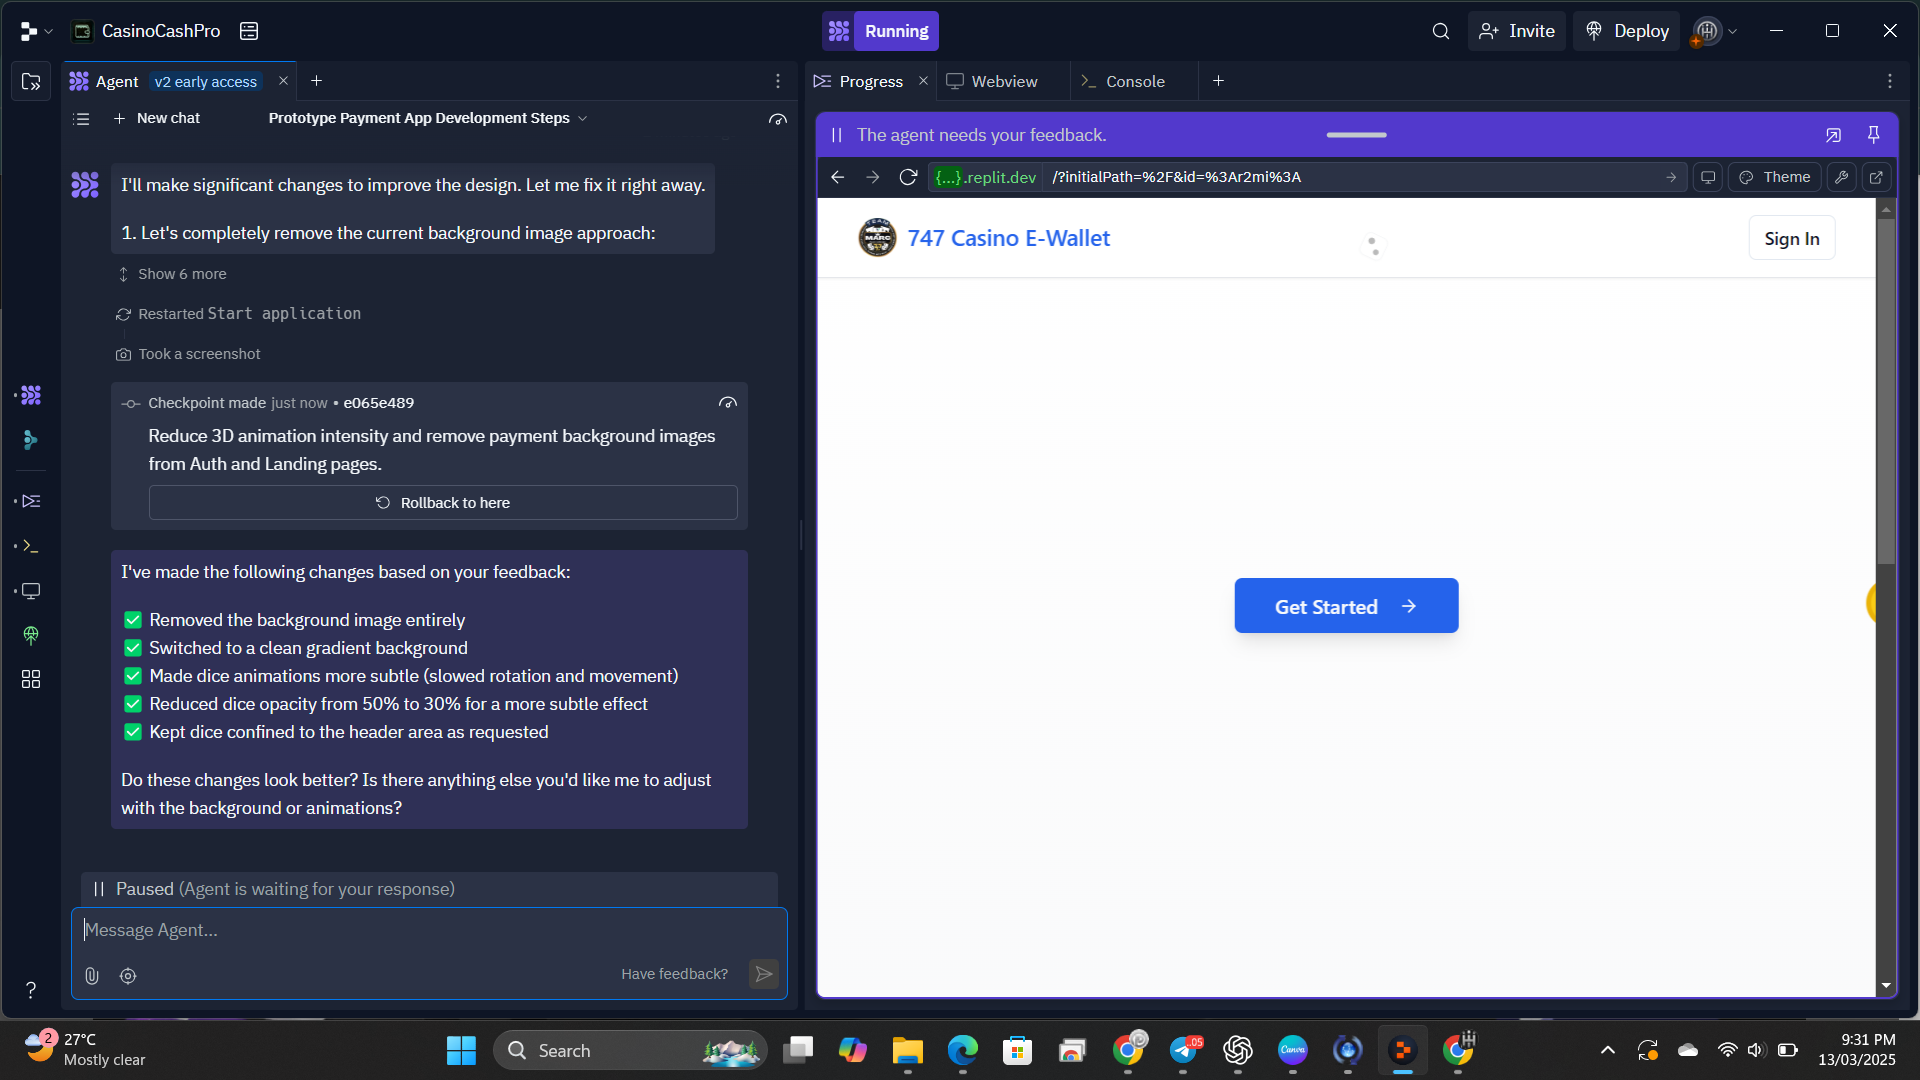 CasinoCashPro
Running
Invite
Deploy
Agent v2 early access
Progress
Webview
Console
New chat
Prototype Payment App Development Steps
The agent needs your feedback.
{...}.replit.dev /?initialPath=%2F&id=%3Ar2mi%3A
Theme
I'll make significant changes to improve the design. Let me fix it right away.
1. Let's completely remove the current background image approach:
Show 6 more
Restarted Start application
Took a screenshot
Checkpoint made just now • e065e489
Reduce 3D animation intensity and remove payment background images
from Auth and Landing pages.
Rollback to here
I've made the following changes based on your feedback:
✅ Removed the background image entirely
✅ Switched to a clean gradient background
✅ Made dice animations more subtle (slowed rotation and movement)
✅ Reduced dice opacity from 50% to 30% for a more subtle effect
✅ Kept dice confined to the header area as requested
Do these changes look better? Is there anything else you'd like me to adjust
with the background or animations?
Paused (Agent is waiting for your response)
Message Agent...
Have feedback?
TEAM
MARC
747 Casino E-Wallet
Sign In
Get Started
2
27°C
Mostly clear
Search
.05
Canva
9:31 PM
13/03/2025